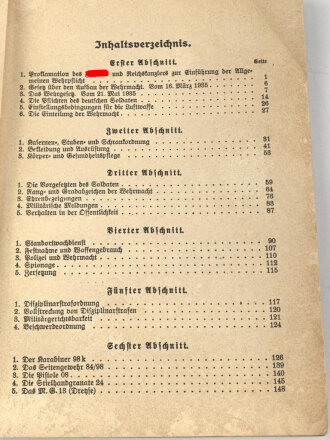 Inhaltsverzeichnis.
Erster Abschnitt. Seite
1. Proklamation des und Reichskanzlers zur Einführung der Allge-
meinen Wehrpflicht 1
2. Gesetz über den Aufbau der Wehrmacht. Vom 16. März 1935 6
3. Das Wehrgesetz. Vom 21. Mai 1935 7
4. Die Pflichten des deutschen Soldaten 14
5. Einstellungsbedingungen für die Luftwaffe 26
6. Die Einteilung der Wehrmacht 27
Zweiter Abschnitt.
1. Kasernen-, Stuben- und Schrankordnung 31
2. Bekleidung und Ausrüstung 41
3. Körper- und Gesundheitspflege 53
Dritter Abschnitt.
1. Die Vorgesetzten des Soldaten 59
2. Rang- und Gradabzeichen der Wehrmacht 64
3. Ehrenbezeigungen 76
4. Militärische Meldungen 83
5. Verhalten in der Öffentlichkeit 87
Vierter Abschnitt.
1. Standortwachdienst 90
2. Festnahme und Waffengebrauch 107
3. Polizei und Wehrmacht 110
4. Spionage 112
5. Zersetzung 115
Fünfter Abschnitt.
1. Disziplinarstrafordnung 117
2. Vollstreckung von Disziplinarstrafen 120
3. Militärgerichtsbarkeit 121
4. Beschwerdeordnung 124
Sechster Abschnitt.
1. Der Karabiner 98 k 126
2. Das Seitengewehr 84/98 139
3. Die Pistole 08 140
4. Die Stielhandgranate 24 145
5. Das M. G. 13 (Dreyse) 148